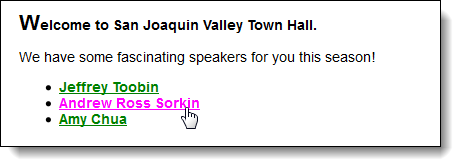 Welcome to San Joaquin Valley Town Hall.
We have some fascinating speakers for you this season!
Jeffrey Toobin
Andrew Ross Sorkin
Amy Chua